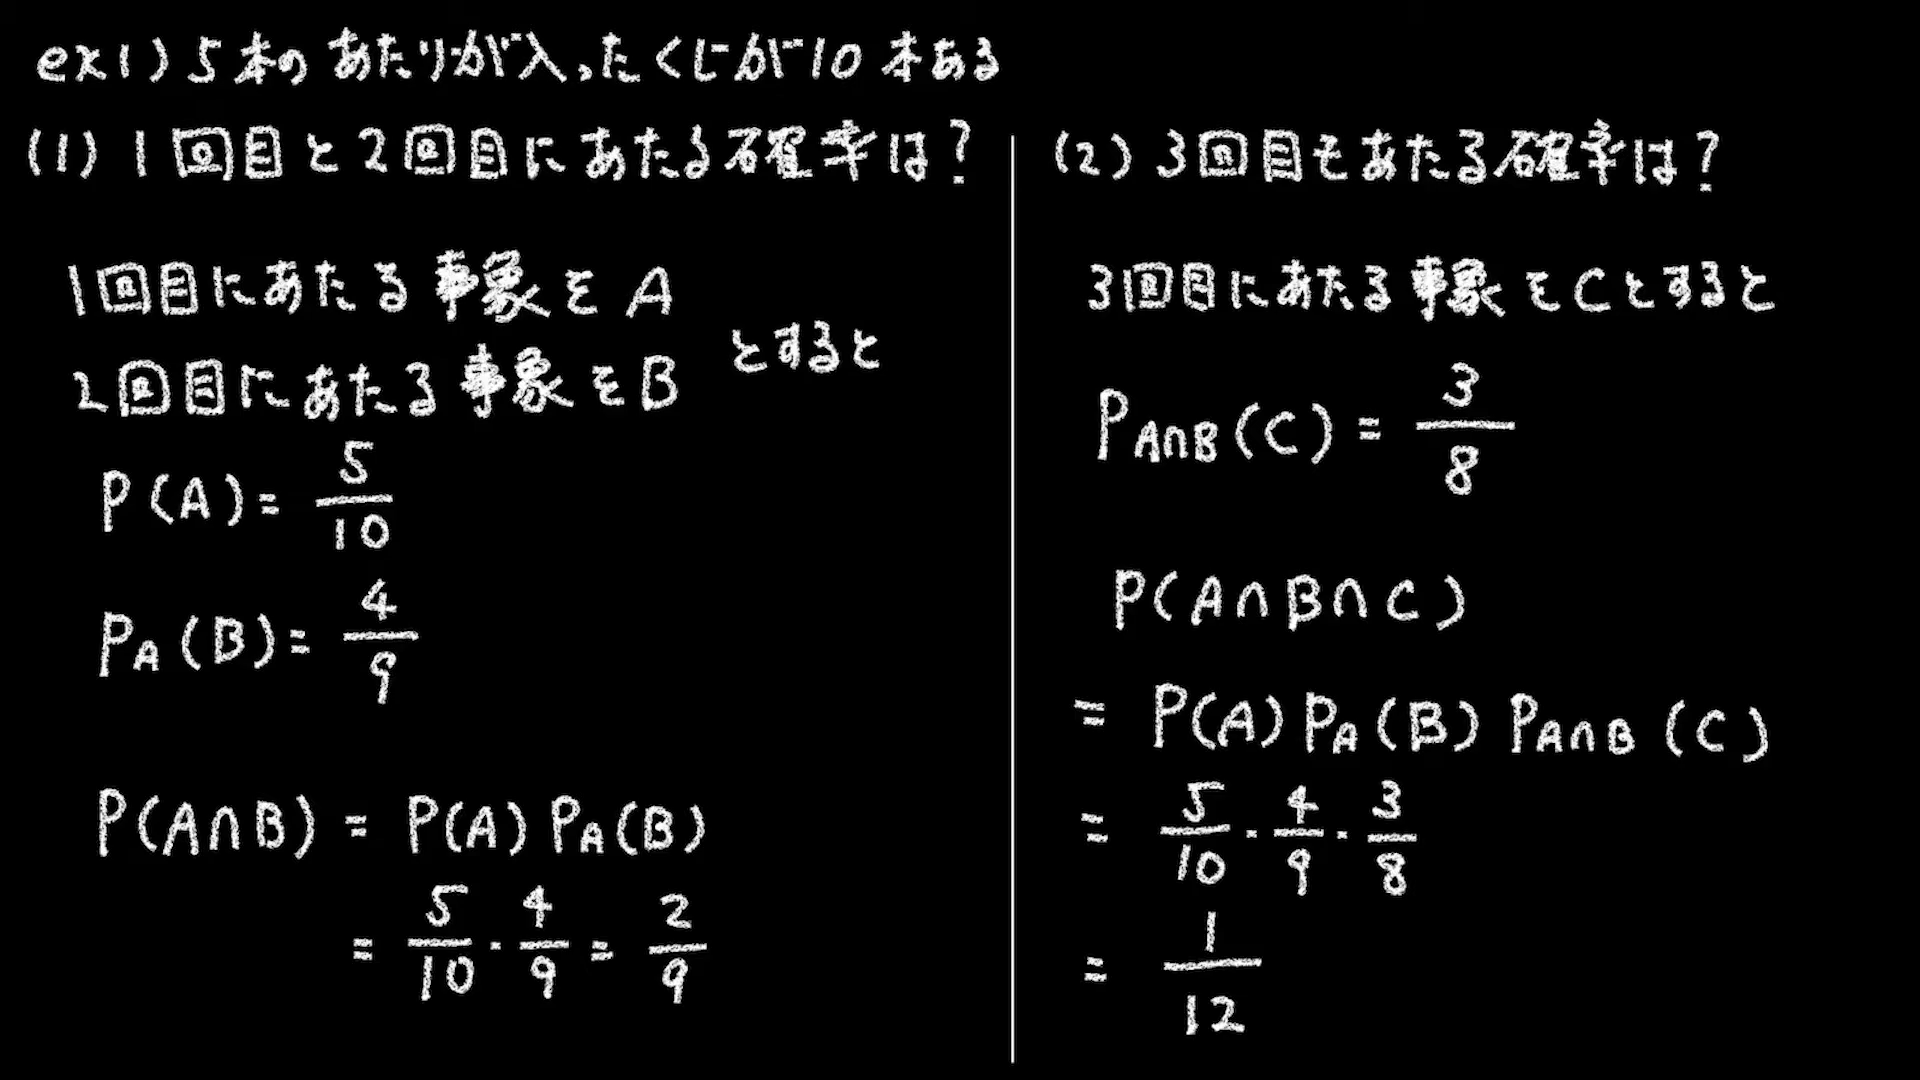 ex1) 5本のあたりが入ったくじが10本ある
(1) 1回目と2回目にあたる確率は?
1回目にあたる事象を A
2回目にあたる事象を B
とすると
P(A) = 5/10
P_A(B) = 4/9
P(A∩B) = P(A) P_A(B)
= 5/10 · 4/9 = 2/9
(2) 3回目もあたる確率は?
3回目にあたる事象を C とすると
P_A∩B(C) = 3/8
P(A∩B∩C)
= P(A) P_A(B) P_A∩B(C)
= 5/10 · 4/9 · 3/8
= 1/12